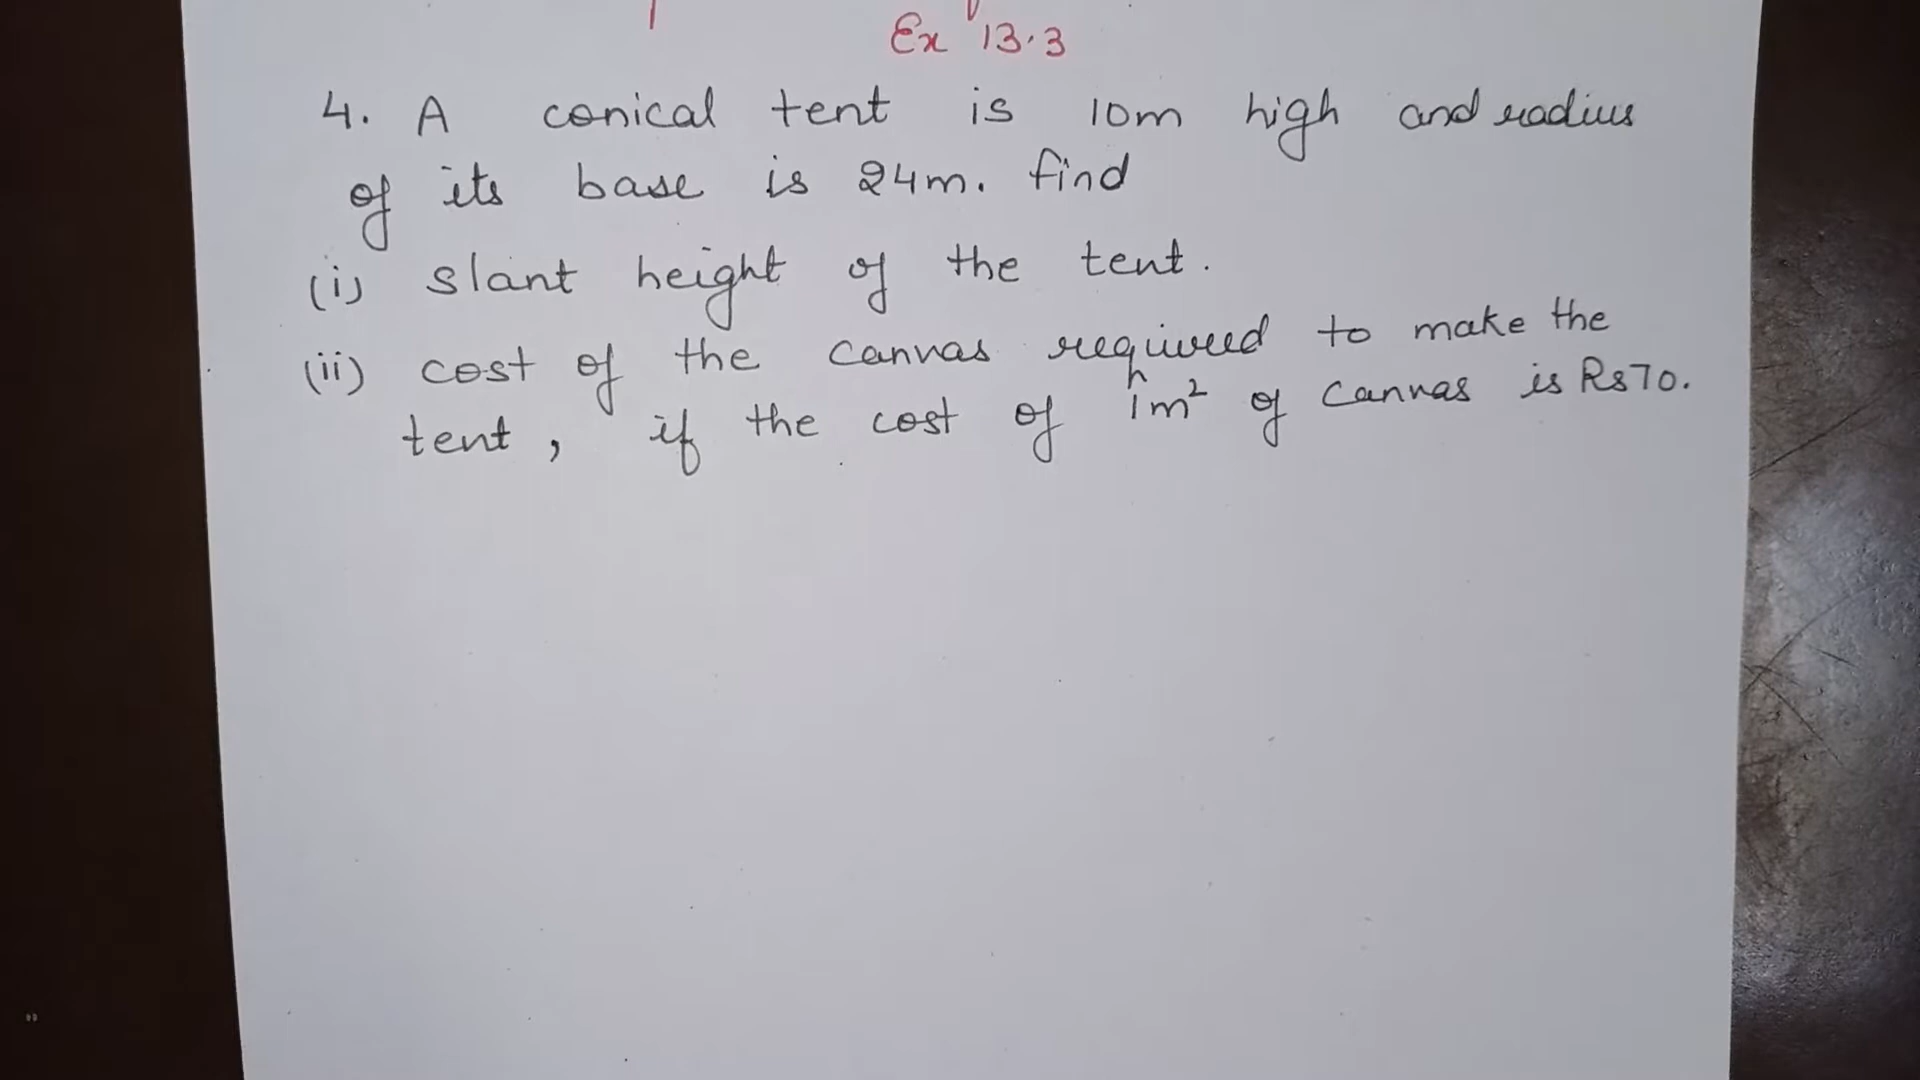 Ex 13.3
4. A conical tent is 10m high and radius
of its base is 24m. find
(i) slant height of the tent.
(ii) cost of the canvas required to make the
tent, if the cost of 1m² of canvas is Rs70.